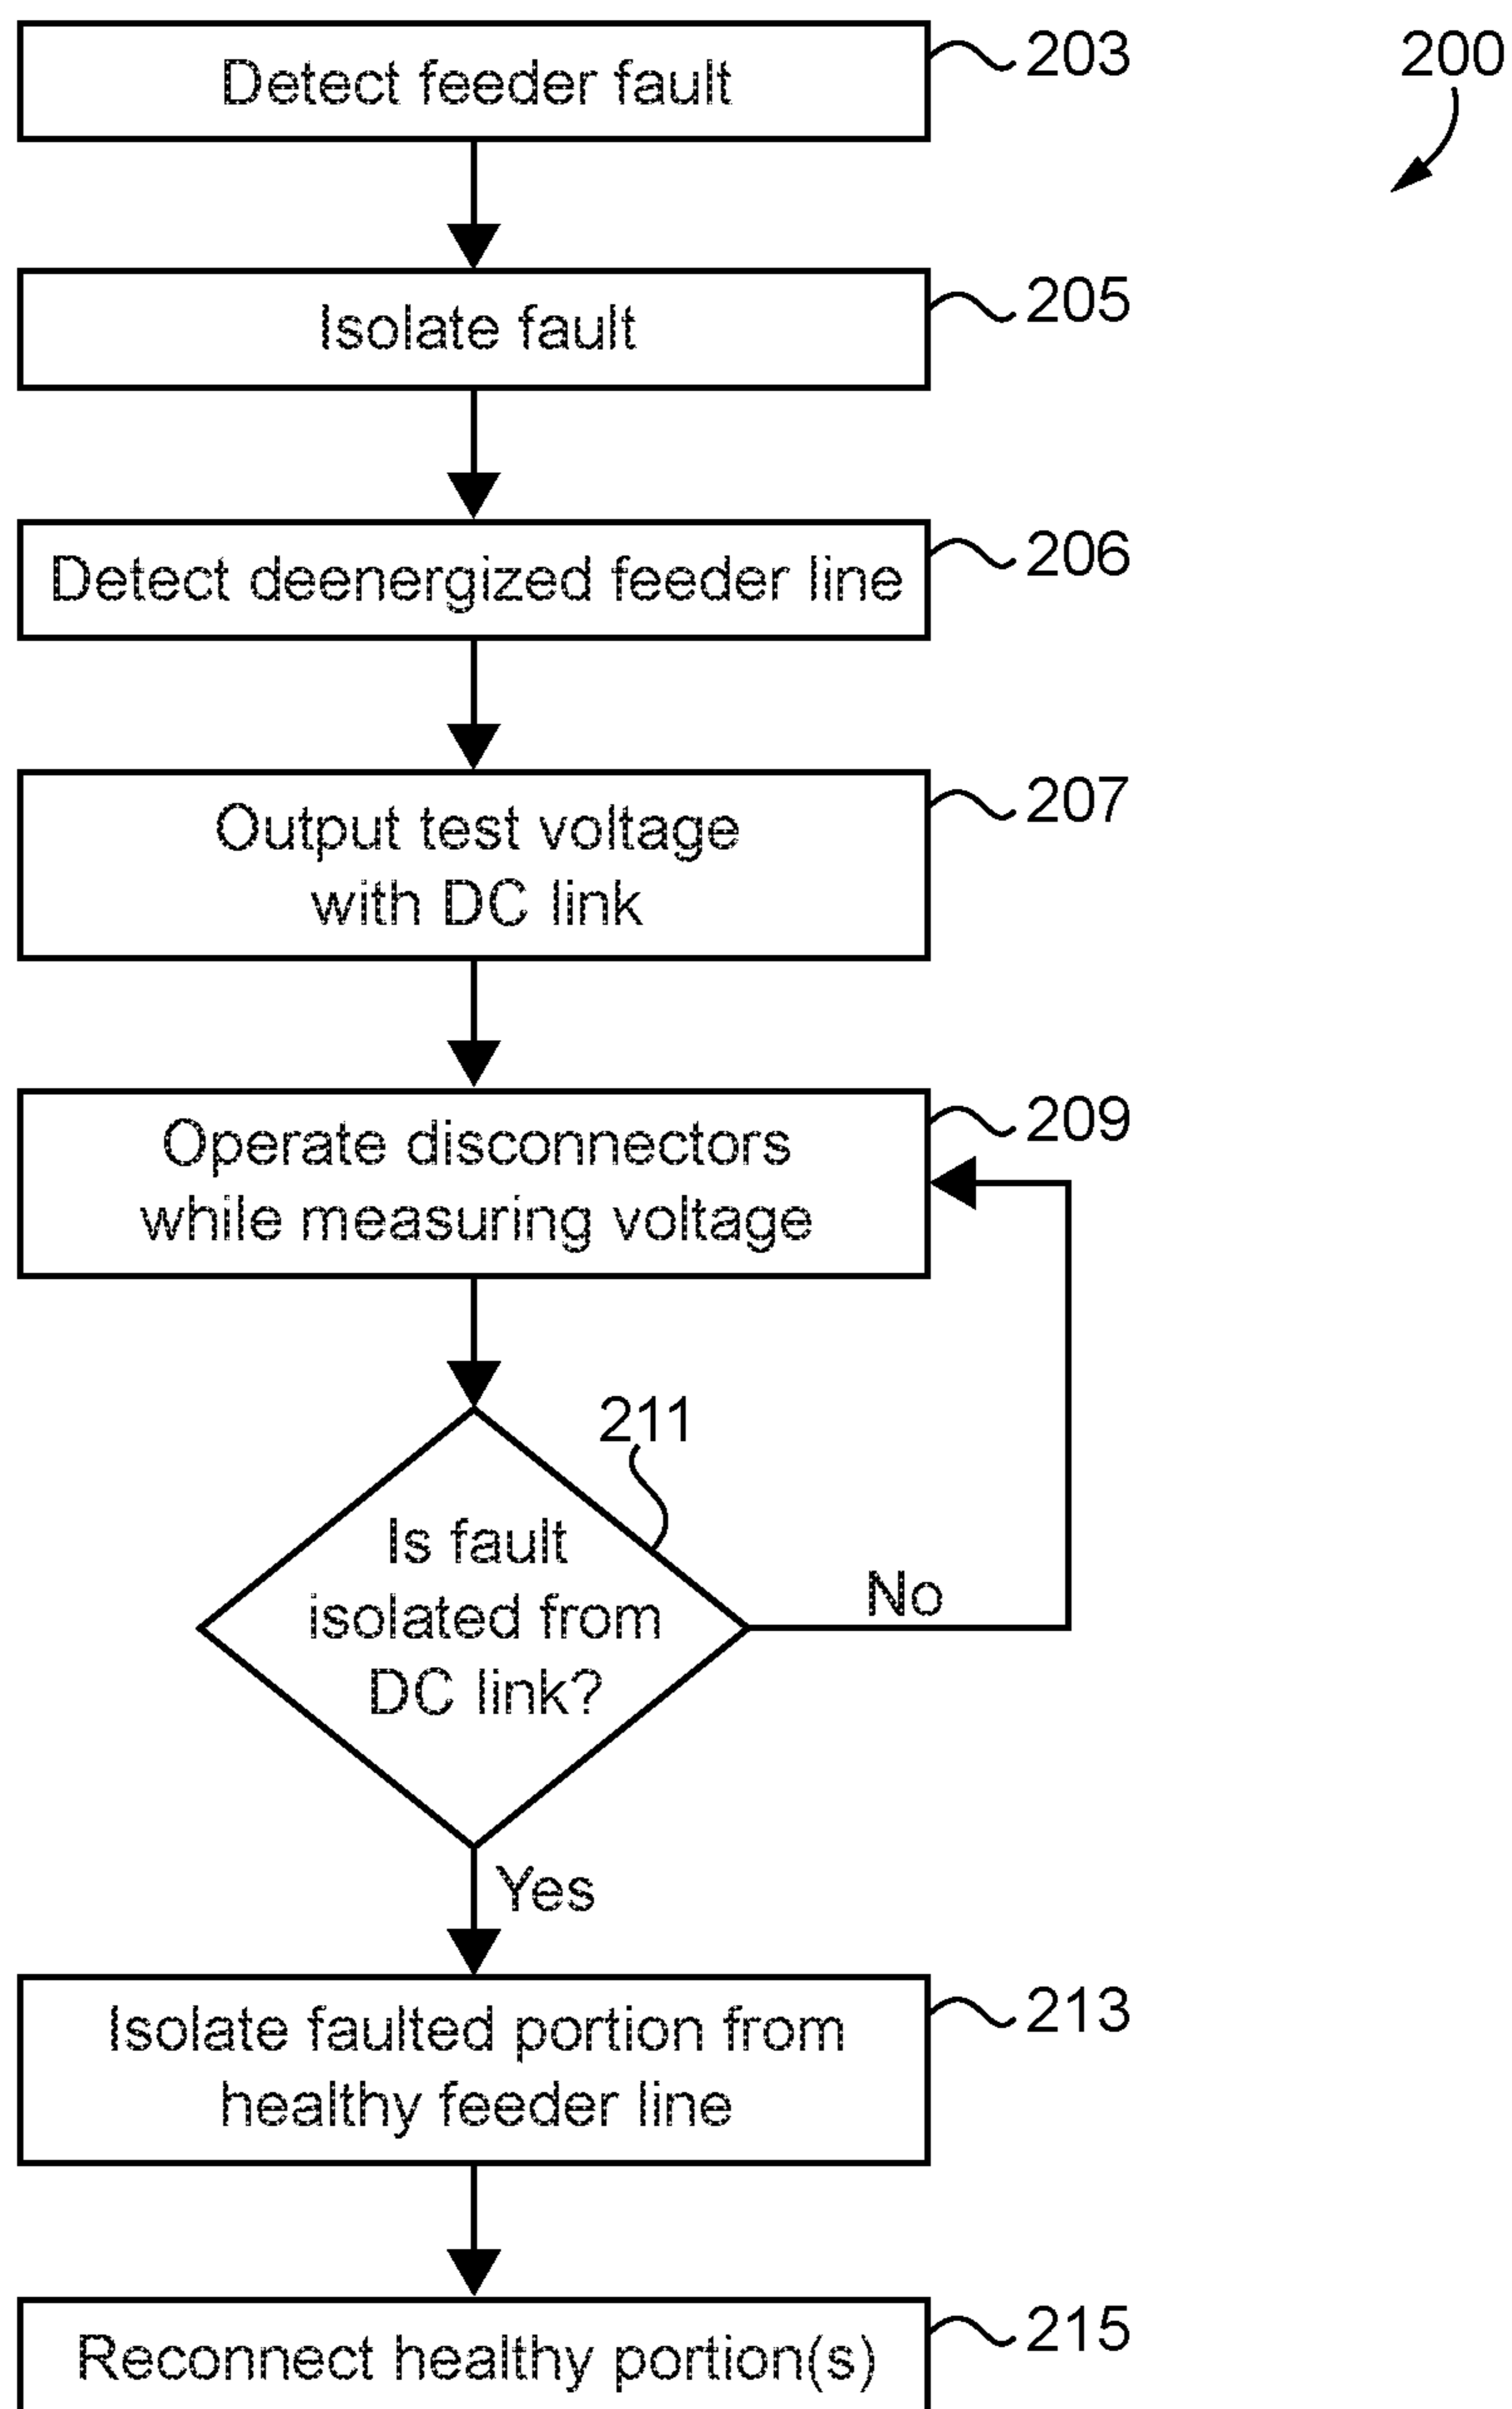 200
Detect feeder fault
203
Isolate fault
205
Detect deenergized feeder line
206
Output test voltage
with DC link
207
Operate disconnectors
while measuring voltage
209
211
Is fault
isolated from
DC link?
No
Yes
Isolate faulted portion from
healthy feeder line
213
Reconnect healthy portion(s)
215